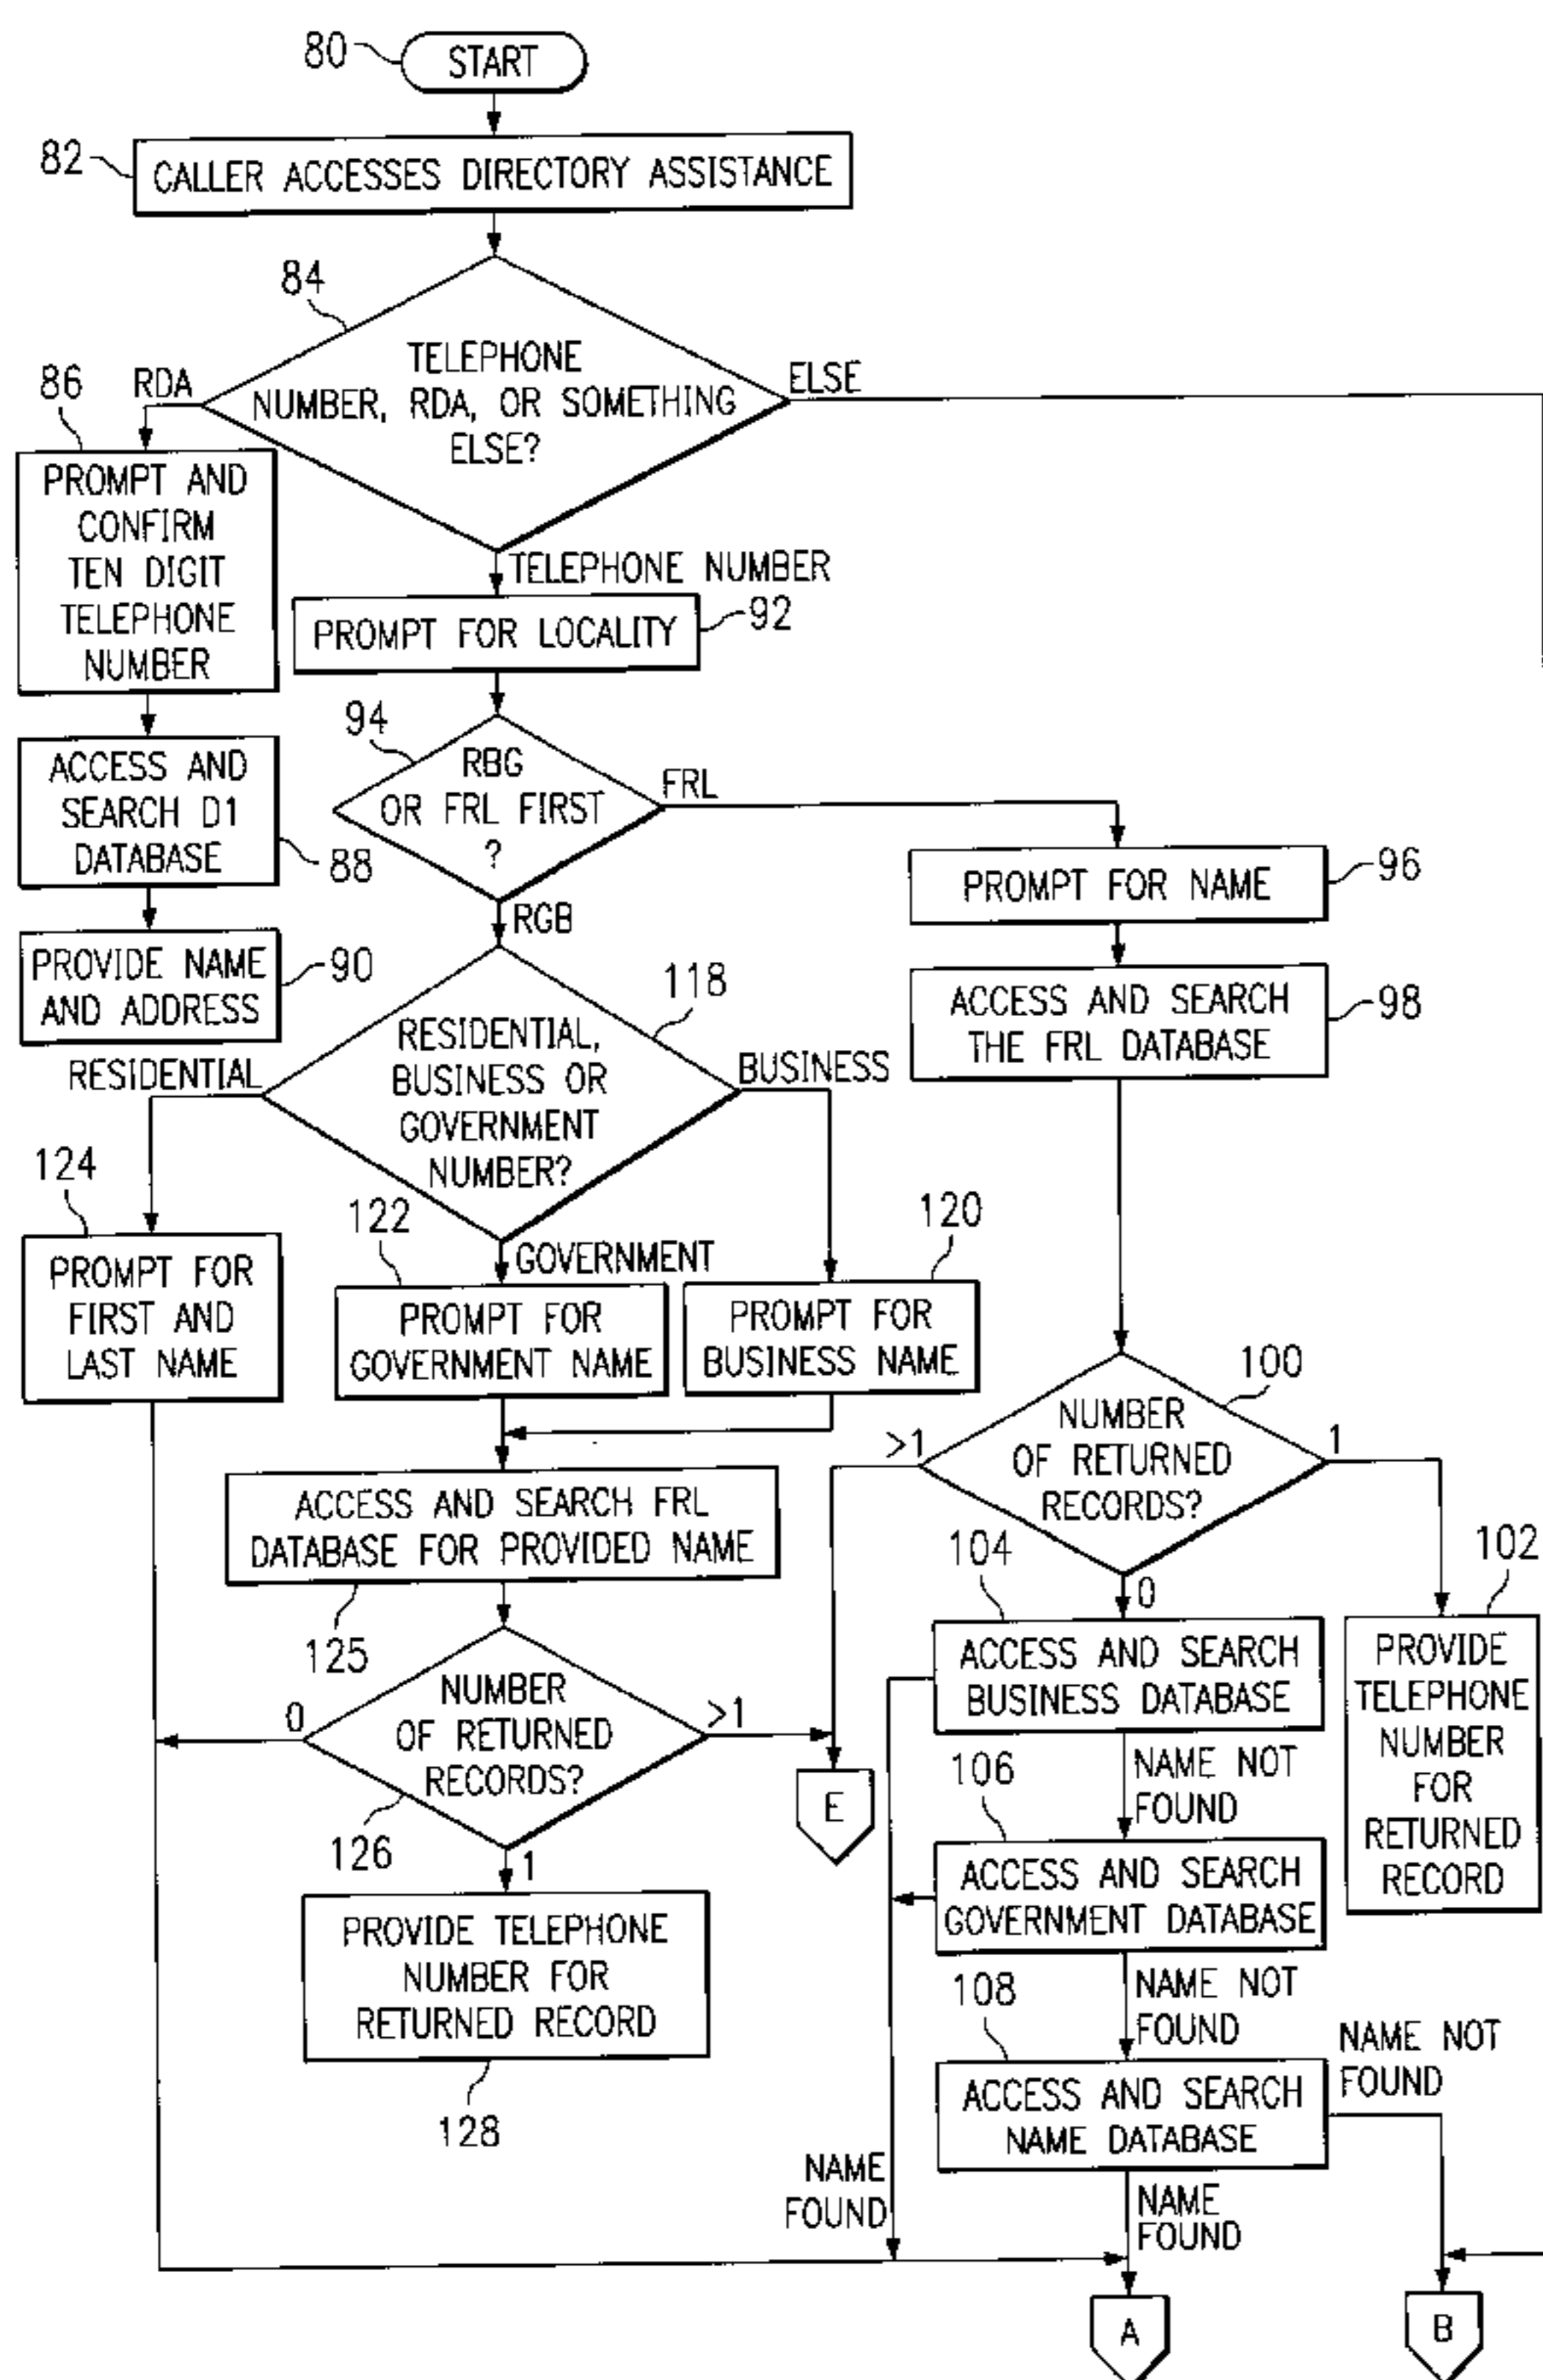 80
START
82
CALLER ACCESSES DIRECTORY ASSISTANCE
84
TELEPHONE
NUMBER, RDA, OR SOMETHING
ELSE?
RDA
ELSE
86
PROMPT AND
CONFIRM
TEN DIGIT
TELEPHONE
NUMBER
TELEPHONE NUMBER
PROMPT FOR LOCALITY
92
94
RBG
OR FRL FIRST
?
FRL
RGB
ACCESS AND
SEARCH D1
DATABASE
88
PROVIDE NAME
AND ADDRESS
90
PROMPT FOR NAME
96
ACCESS AND SEARCH
THE FRL DATABASE
98
118
RESIDENTIAL,
BUSINESS OR
GOVERNMENT
NUMBER?
RESIDENTIAL
BUSINESS
GOVERNMENT
124
PROMPT FOR
FIRST AND
LAST NAME
122
PROMPT FOR
GOVERNMENT NAME
120
PROMPT FOR
BUSINESS NAME
100
NUMBER
OF RETURNED
RECORDS?
>1
1
0
ACCESS AND SEARCH FRL
DATABASE FOR PROVIDED NAME
125
102
PROVIDE
TELEPHONE
NUMBER
FOR
RETURNED
RECORD
104
ACCESS AND SEARCH
BUSINESS DATABASE
NUMBER
OF RETURNED
RECORDS?
0
>1
126
1
E
NAME NOT
FOUND
106
ACCESS AND SEARCH
GOVERNMENT DATABASE
PROVIDE TELEPHONE
NUMBER FOR
RETURNED RECORD
128
NAME NOT
FOUND
108
ACCESS AND SEARCH
NAME DATABASE
NAME NOT
FOUND
NAME
FOUND
NAME
FOUND
A
B